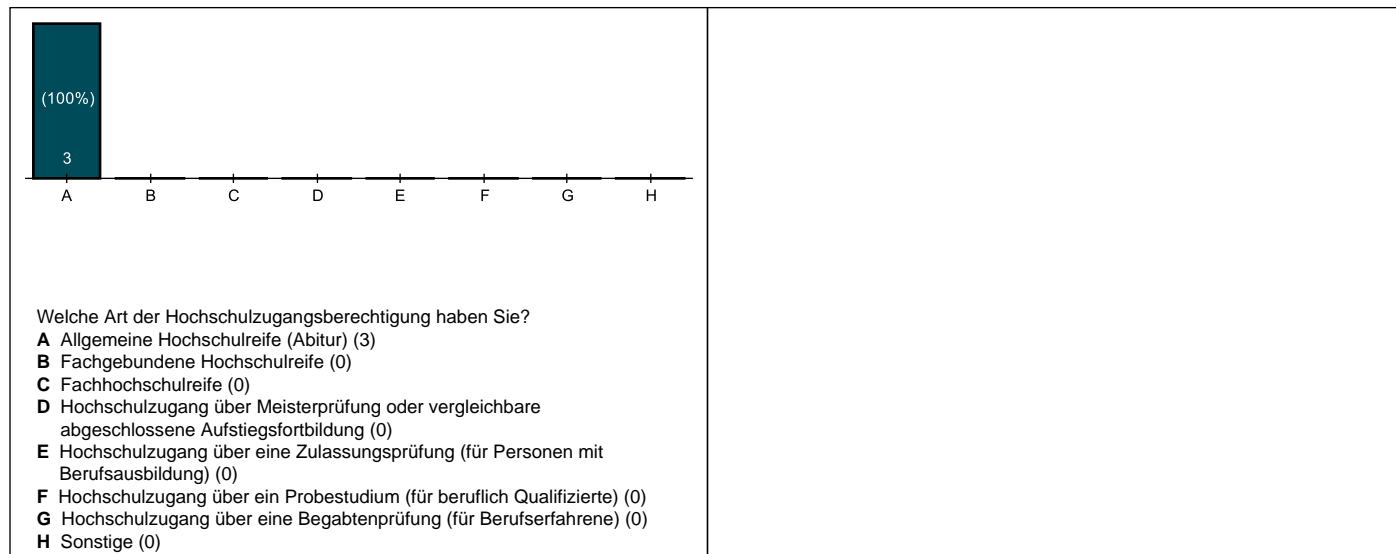 (100%)
3
A B C D E F G H
Welche Art der Hochschulzugangsberechtigung haben Sie?
A Allgemeine Hochschulreife (Abitur) (3)
B Fachgebundene Hochschulreife (0)
C Fachhochschulreife (0)
D Hochschulzugang über Meisterprüfung oder vergleichbare
abgeschlossene Aufstiegsfortbildung (0)
E Hochschulzugang über eine Zulassungsprüfung (für Personen mit
Berufsausbildung) (0)
F Hochschulzugang über ein Probestudium (für beruflich Qualifizierte) (0)
G Hochschulzugang über eine Begabtenprüfung (für Berufserfahrene) (0)
H Sonstige (0)